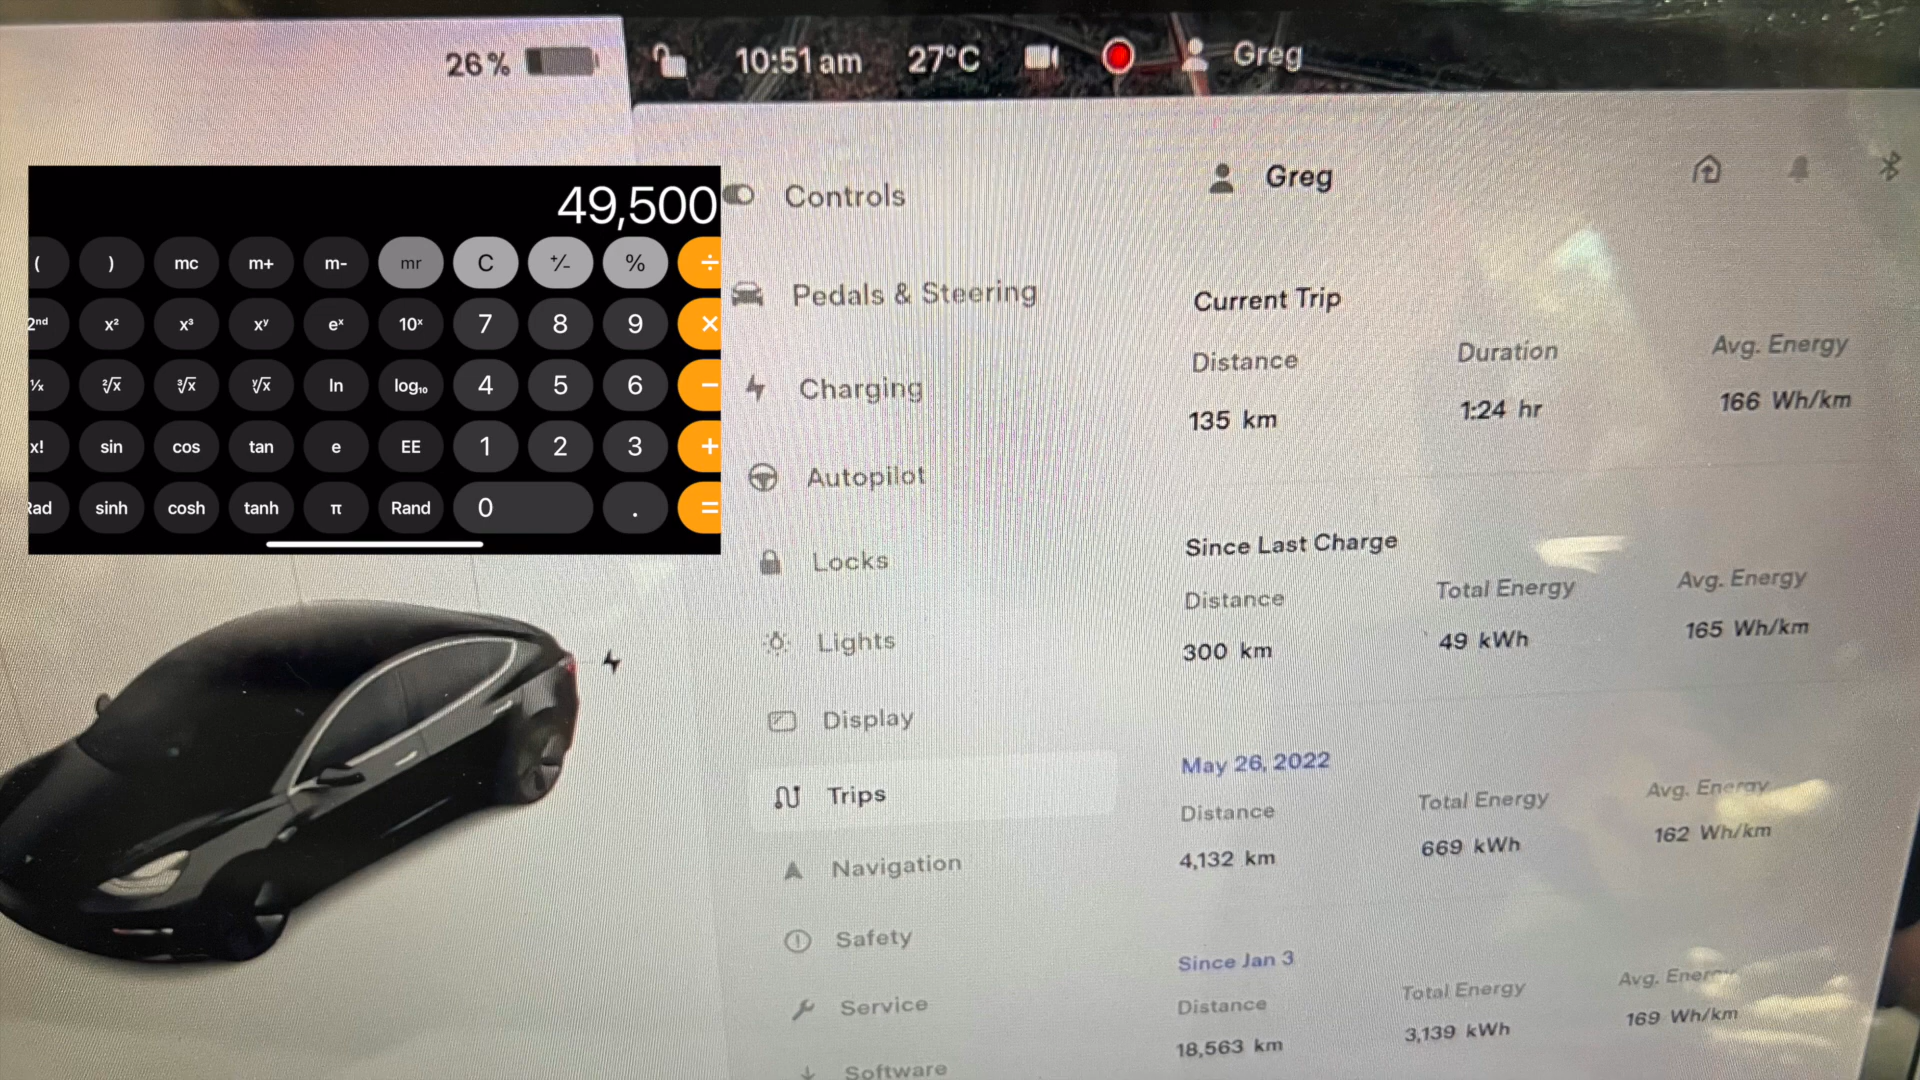 26% 10:51 am 27°C Greg
49,500
( ) mc m+ m- mr C +/- % ÷
2nd x² x³ xʸ eˣ 10ˣ 7 8 9 ×
¹/x ²√x ³√x ʸ√x ln log₁₀ 4 5 6 −
x! sin cos tan e EE 1 2 3 +
Rad sinh cosh tanh π Rand 0 . =
Controls
Pedals & Steering
Charging
Autopilot
Locks
Lights
Display
Trips
Navigation
Safety
Service
Software
Greg
Current Trip
Distance Duration Avg. Energy
135 km 1:24 hr 166 Wh/km
Since Last Charge
Distance Total Energy Avg. Energy
300 km 49 kWh 165 Wh/km
May 26, 2022
Distance Total Energy Avg. Energy
4,132 km 669 kWh 162 Wh/km
Since Jan 3
Distance Total Energy Avg. Energy
18,563 km 3,139 kWh 169 Wh/km